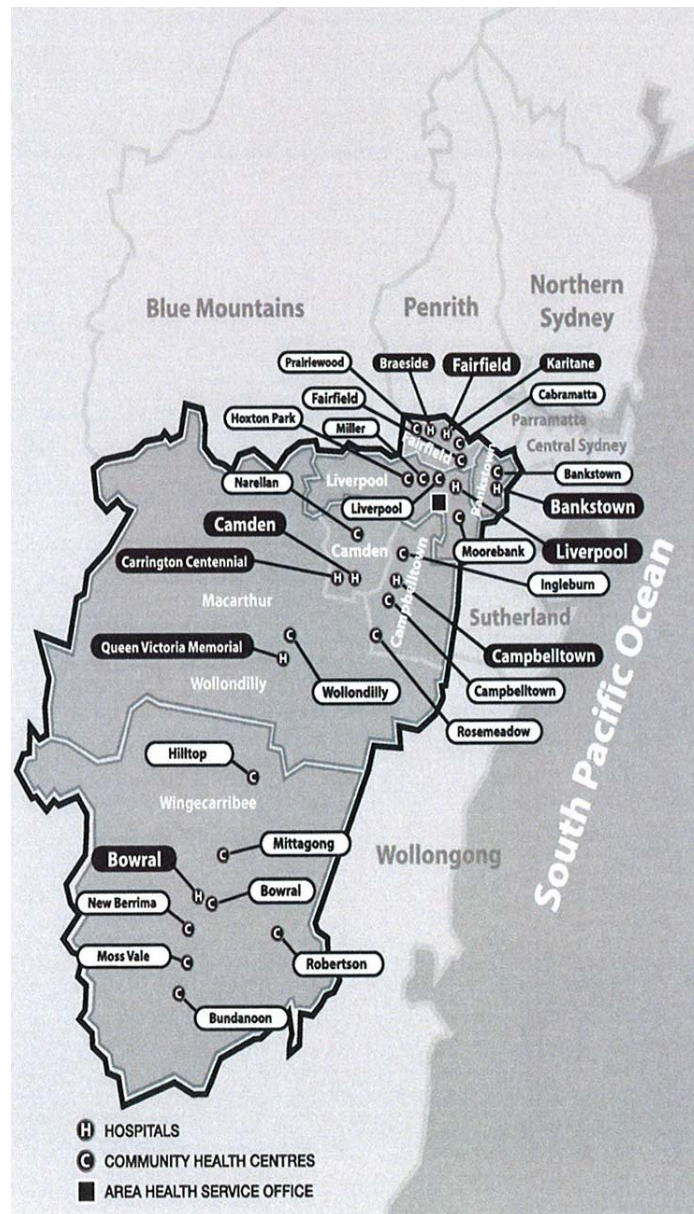 Blue Mountains
Penrith
Northern
Sydney
Prairiewood
Braeside
Fairfield
Karitane
Fairfield
Cabramatta
Hoxton Park
Miller
Parramatta
Fairfield
Central Sydney
Narellan
Liverpool
Bankstown
Bankstown
Liverpool
Bankstown
Camden
Moorebank
Liverpool
Camden
Carrington Centennial
Campbelltown
Ingleburn
Macarthur
Sutherland
Queen Victoria Memorial
Campbelltown
Wollondilly
Wollondilly
Campbelltown
Rosemeadow
South Pacific Ocean
Hilltop
Wingecarribee
Mittagong
Wollongong
Bowral
Bowral
New Berrima
Moss Vale
Robertson
Bundanoon
H HOSPITALS
C COMMUNITY HEALTH CENTRES
AREA HEALTH SERVICE OFFICE